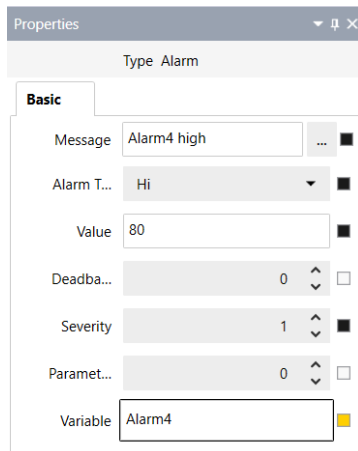 Properties
Type Alarm
Basic
Message Alarm4 high ...
Alarm T... Hi
Value 80
Deadba... 0
Severity 1
Paramet... 0
Variable Alarm4